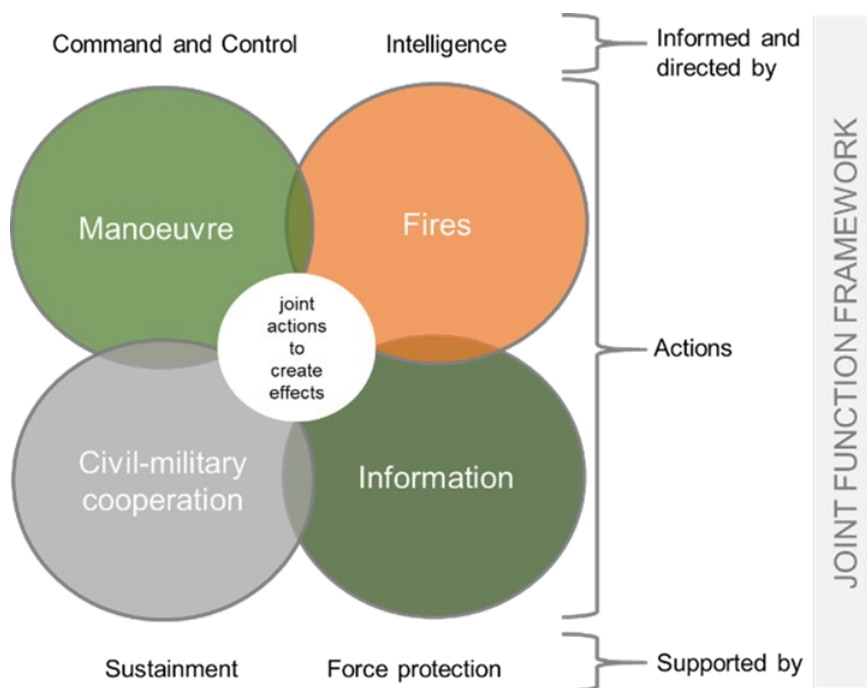 Command and Control
Intelligence
Informed and
directed by
Manoeuvre
Fires
joint
actions
to
create
effects
Actions
Civil-military
cooperation
Information
Sustainment
Force protection
Supported by
JOINT FUNCTION FRAMEWORK